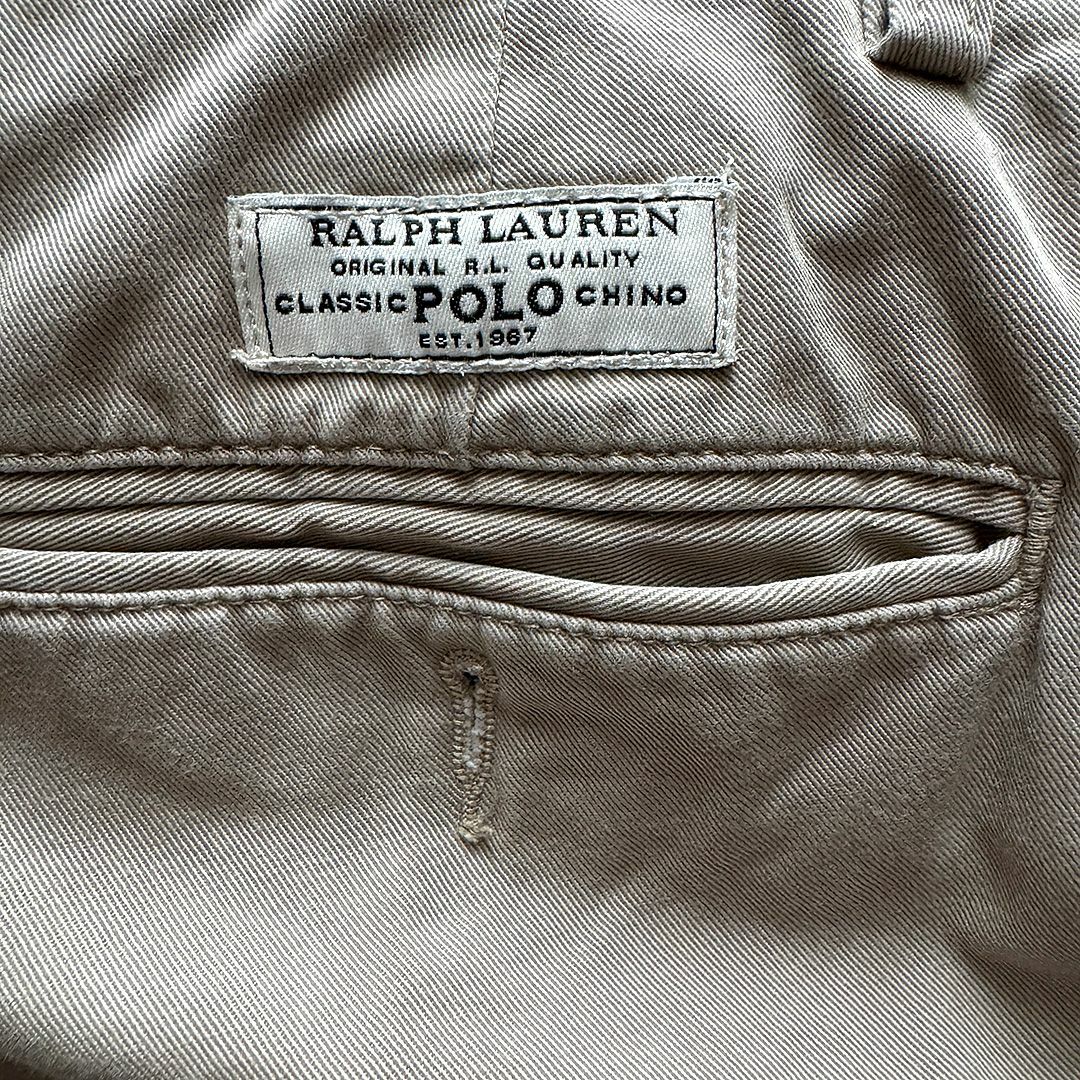 RALPH LAUREN
ORIGINAL R.L. QUALITY
CLASSIC POLO CHINO
EST. 1967